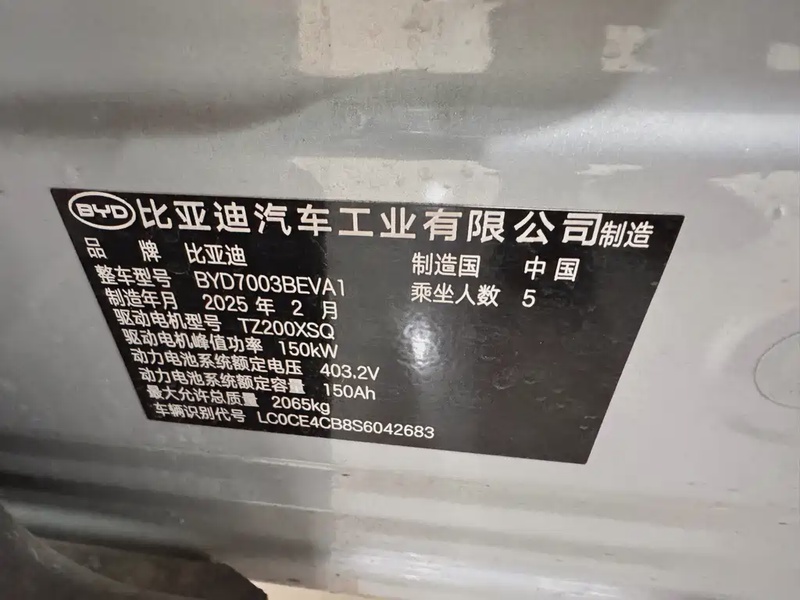 BYD 比亚迪汽车工业有限公司制造
品牌 比亚迪 制造国 中国
整车型号 BYD7003BEVA1 乘坐人数 5
制造年月 2025 年 2 月
驱动电机型号 TZ200XSQ
驱动电机峰值功率 150kW
动力电池系统额定电压 403.2V
动力电池系统额定容量 150Ah
最大允许总质量 2065kg
车辆识别代号 LC0CE4CB8S6042683